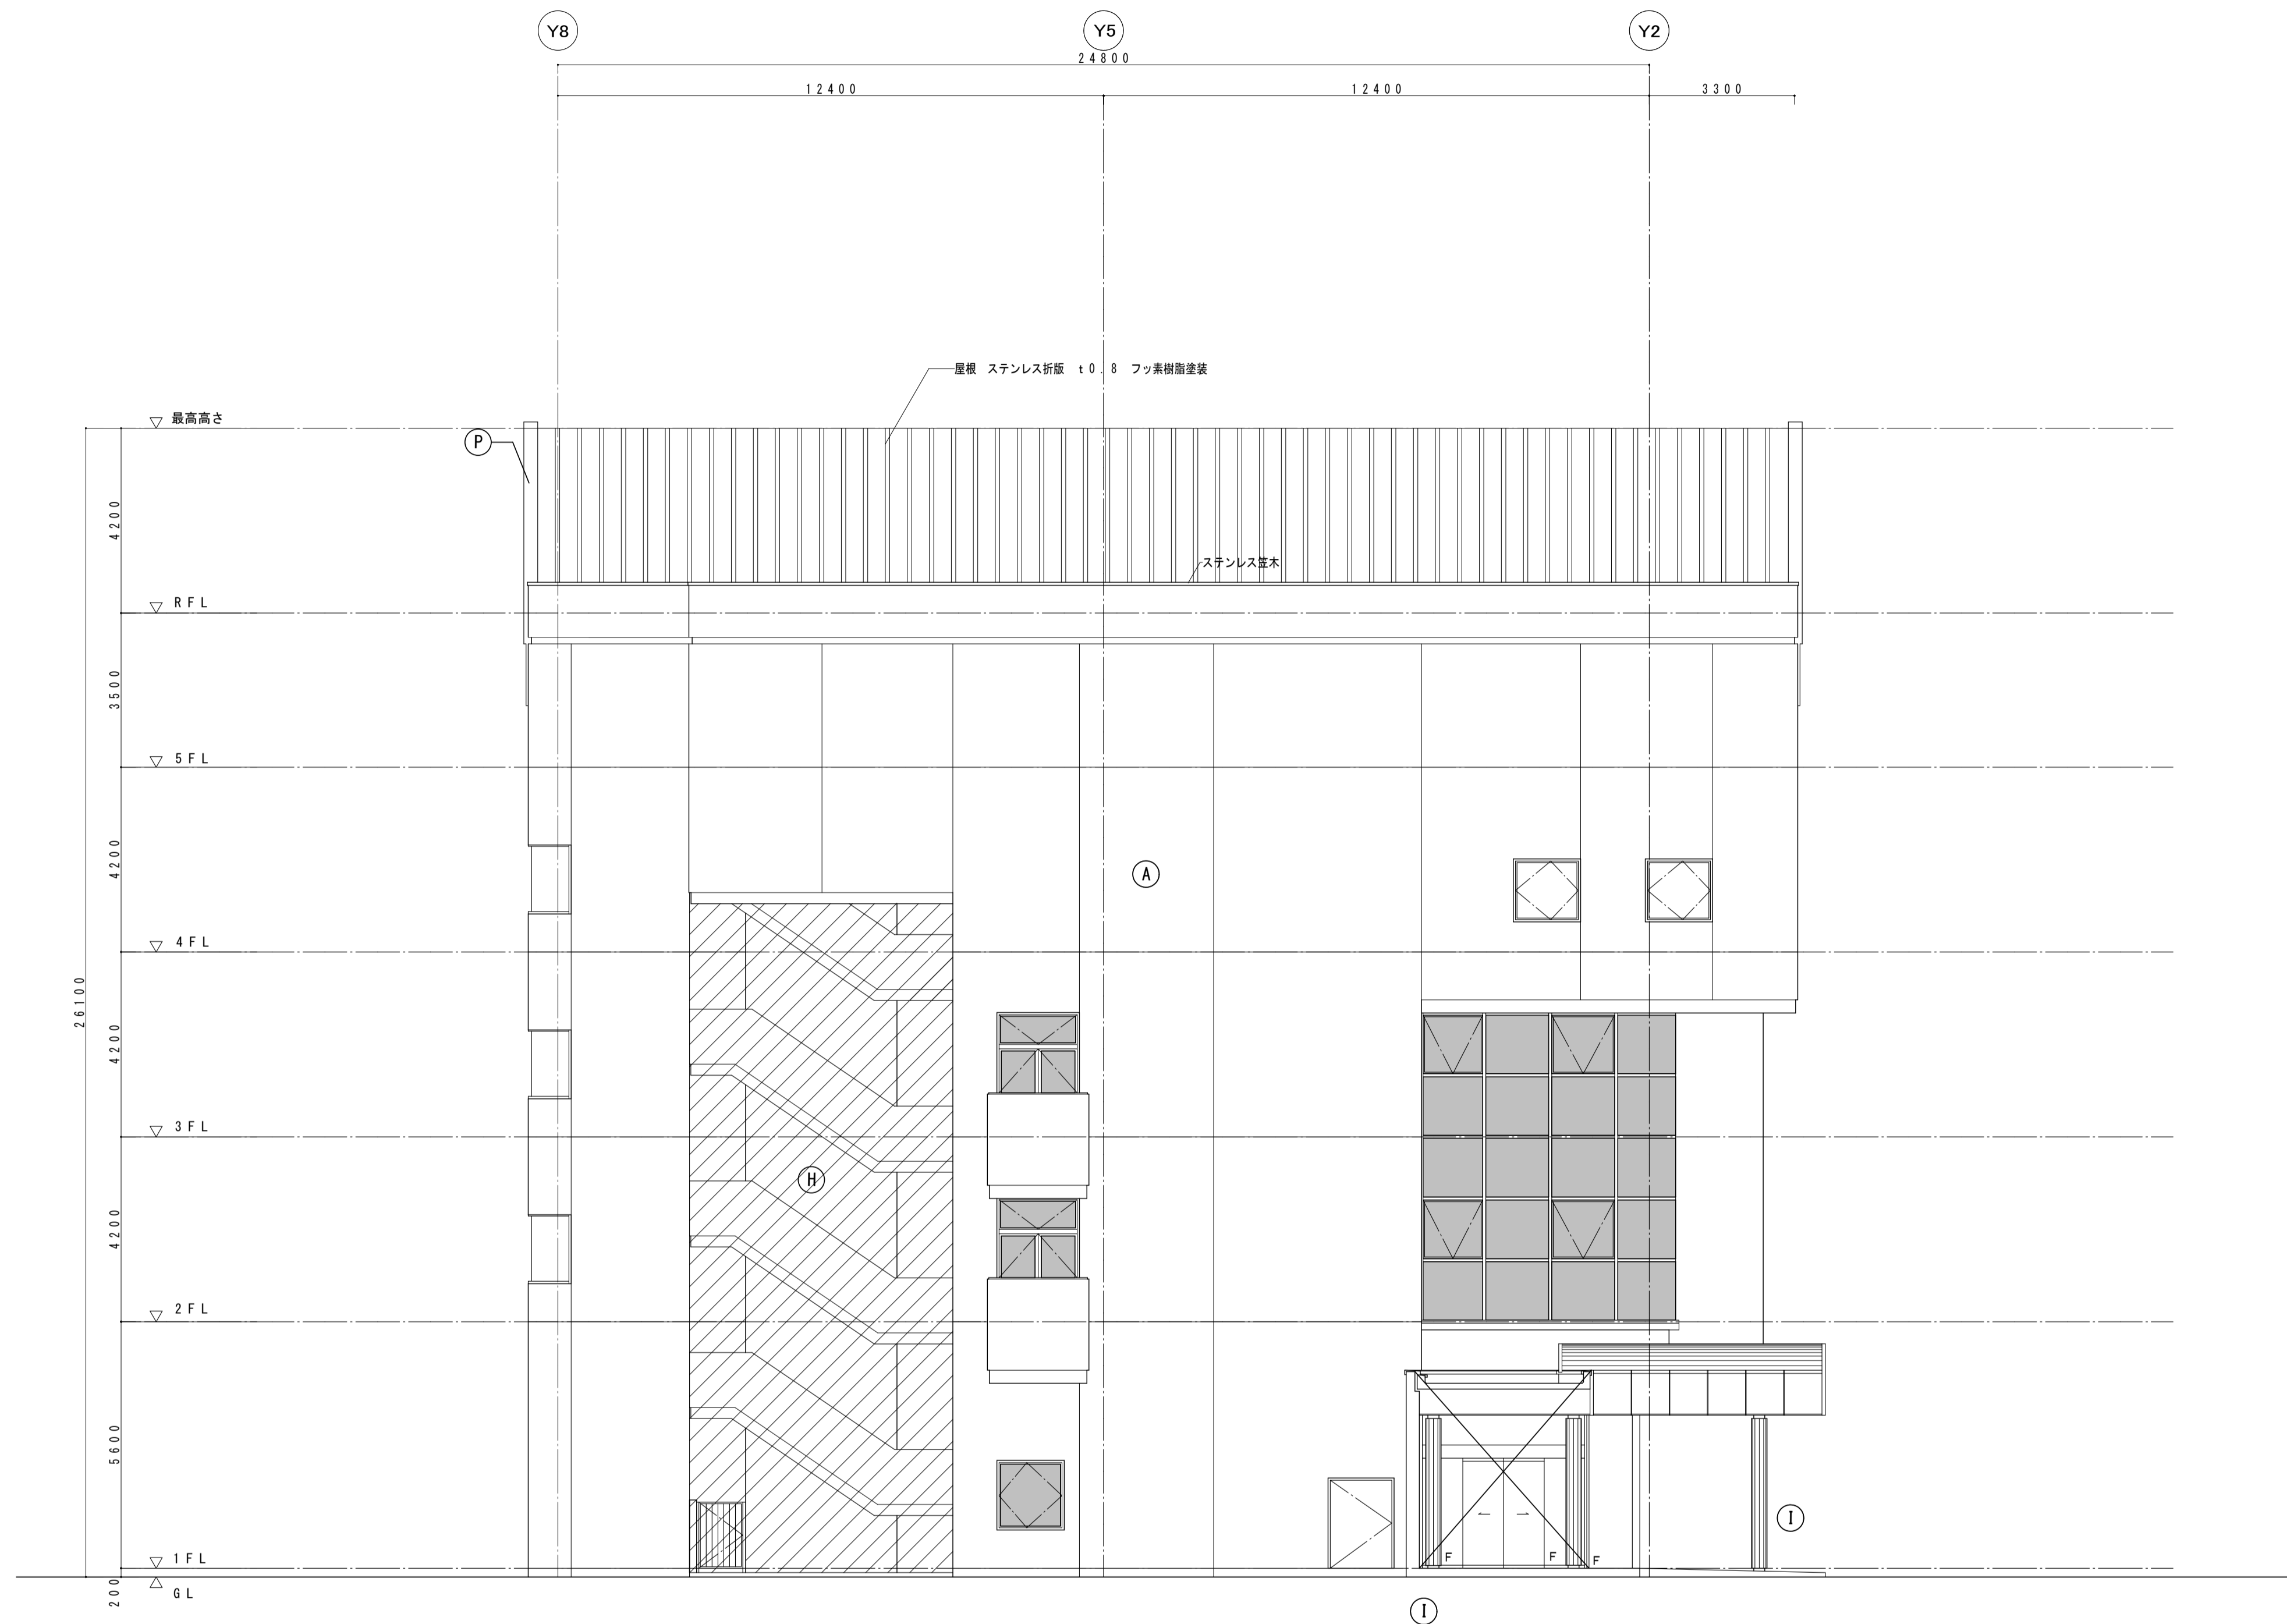 Y8
Y5
Y2
24800
12400
12400
3300
屋根 ステンレス折版 t0.8 フッ素樹脂塗装
最高高さ
P
4200
ステンレス笠木
RFL
3500
5FL
4200
A
4FL
26100
4200
3FL
H
4200
2FL
5600
I
F
F
F
1FL
200
GL
I